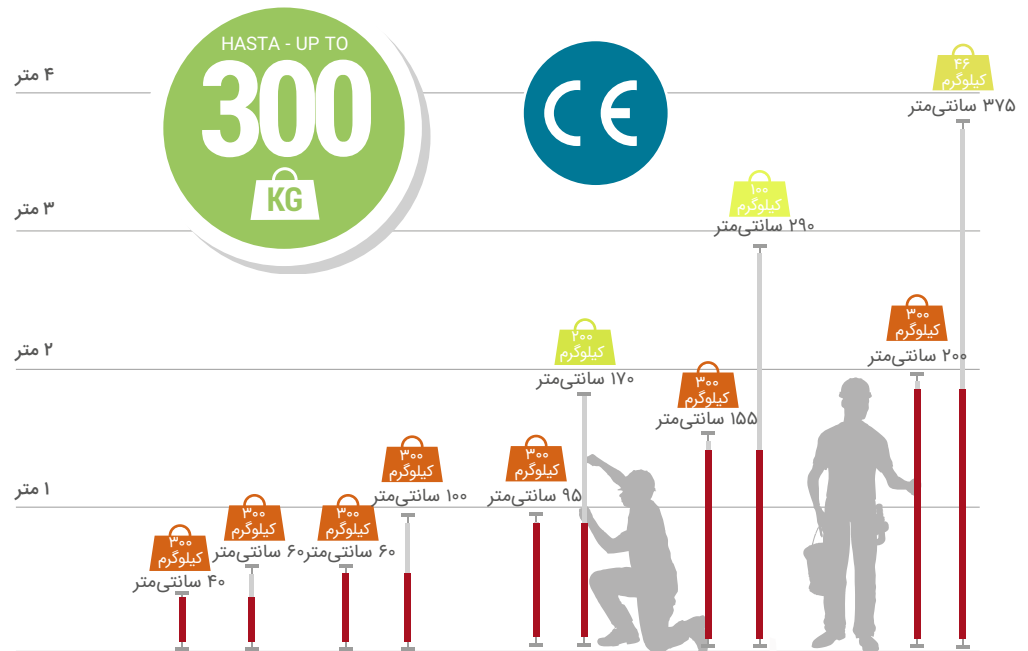 HASTA - UP TO
300
KG
CE
۴ متر
۳ متر
۲ متر
۱ متر
۳۰۰
کیلوگرم
۴۰ سانتی‌متر
۳۰۰
کیلوگرم
۶۰ سانتی‌متر
۳۰۰
کیلوگرم
۶۰ سانتی‌متر
۳۰۰
کیلوگرم
۱۰۰ سانتی‌متر
۳۰۰
کیلوگرم
۹۵ سانتی‌متر
۲۰۰
کیلوگرم
۱۷۰ سانتی‌متر
۳۰۰
کیلوگرم
۱۵۵ سانتی‌متر
۱۰۰
کیلوگرم
۲۹۰ سانتی‌متر
۳۰۰
کیلوگرم
۲۰۰ سانتی‌متر
۴۶
کیلوگرم
۳۷۵ سانتی‌متر